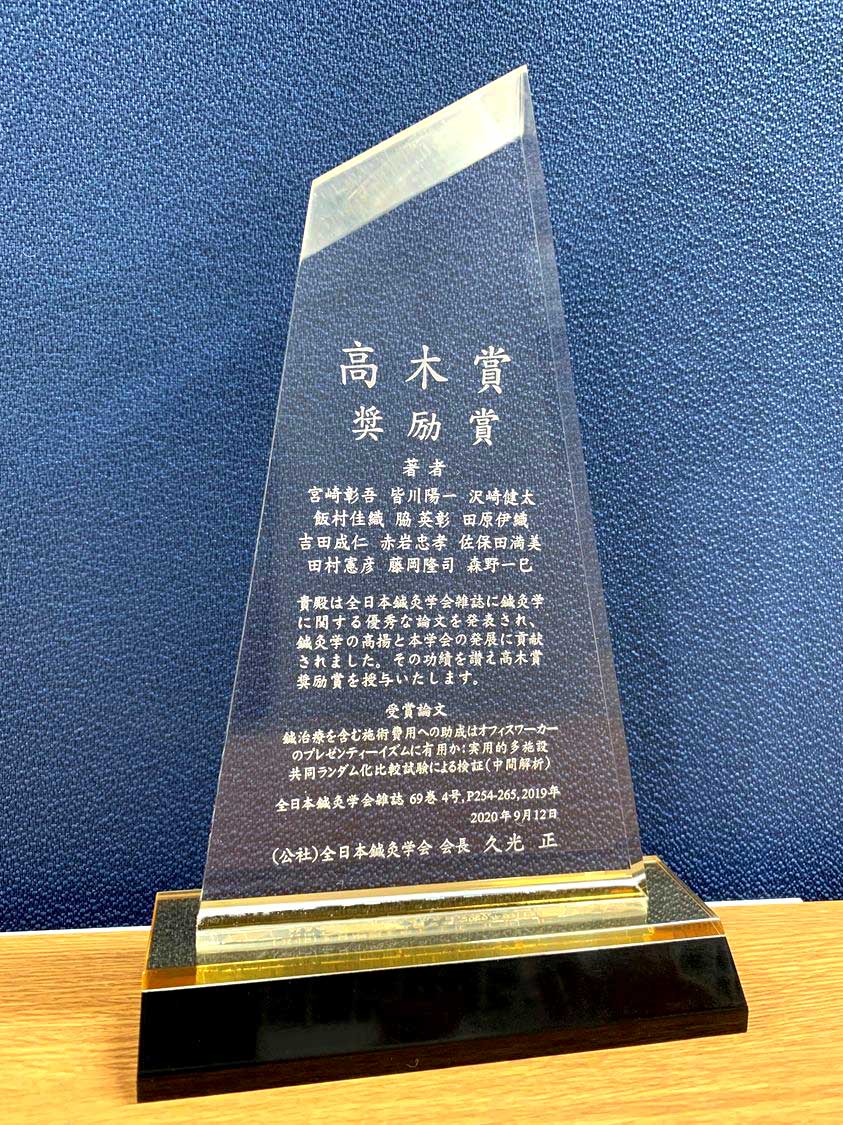 高木賞
奨励賞
著者
宮崎彰吾 皆川陽一 沢崎健太
飯村佳織 脇英彰 田原伊織
吉田成仁 赤岩忠孝 佐保田満美
田村憲彦 藤岡隆司 森野一巳
貴殿は全日本鍼灸学会雑誌に鍼灸学
に関する優秀な論文を発表され、
鍼灸学の高揚と本学会の発展に貢献
されました。その功績を讃え高木賞
奨励賞を授与いたします。
受賞論文
鍼治療を含む施術費用への助成はオフィスワーカー
のプレゼンティーイズムに有用か：実用的多施設
共同ランダム化比較試験による検証（中間解析）
全日本鍼灸学会雑誌 69巻 4号, P254-265, 2019年
2020年9月12日
（公社）全日本鍼灸学会 会長 久光 正